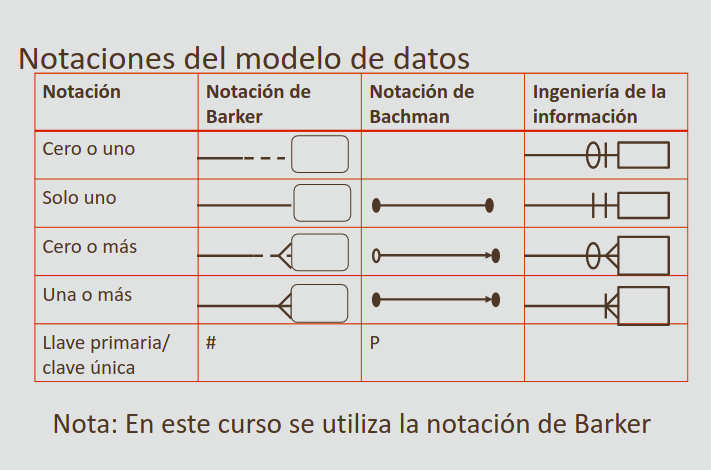 Notaciones del modelo de datos
Notación
Notación de
Barker
Notación de
Bachman
Ingeniería de la
información
Cero o uno
Solo uno
Cero o más
Una o más
Llave primaria/
clave única
#
P
Nota: En este curso se utiliza la notación de Barker